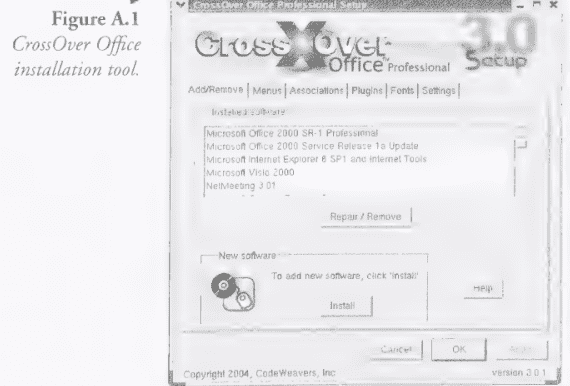 Figure A.1
CrossOver Office
installation tool.
CrossOver Office Professional Setup
CrossOver
Office™ Professional
3.0
Setup
Add/Remove | Menus | Associations | Plugins | Fonts | Settings |
Installed software
Microsoft Office 2000 SR-1 Professional
Microsoft Office 2000 Service Release 1a Update
Microsoft Internet Explorer 6 SP1 and Internet Tools
Microsoft Visio 2000
NetMeeting 3.01
Repair / Remove
New software
To add new software, click 'Install'
Install
Help
Cancel
OK
Copyright 2004, CodeWeavers, Inc
version 3.0.1